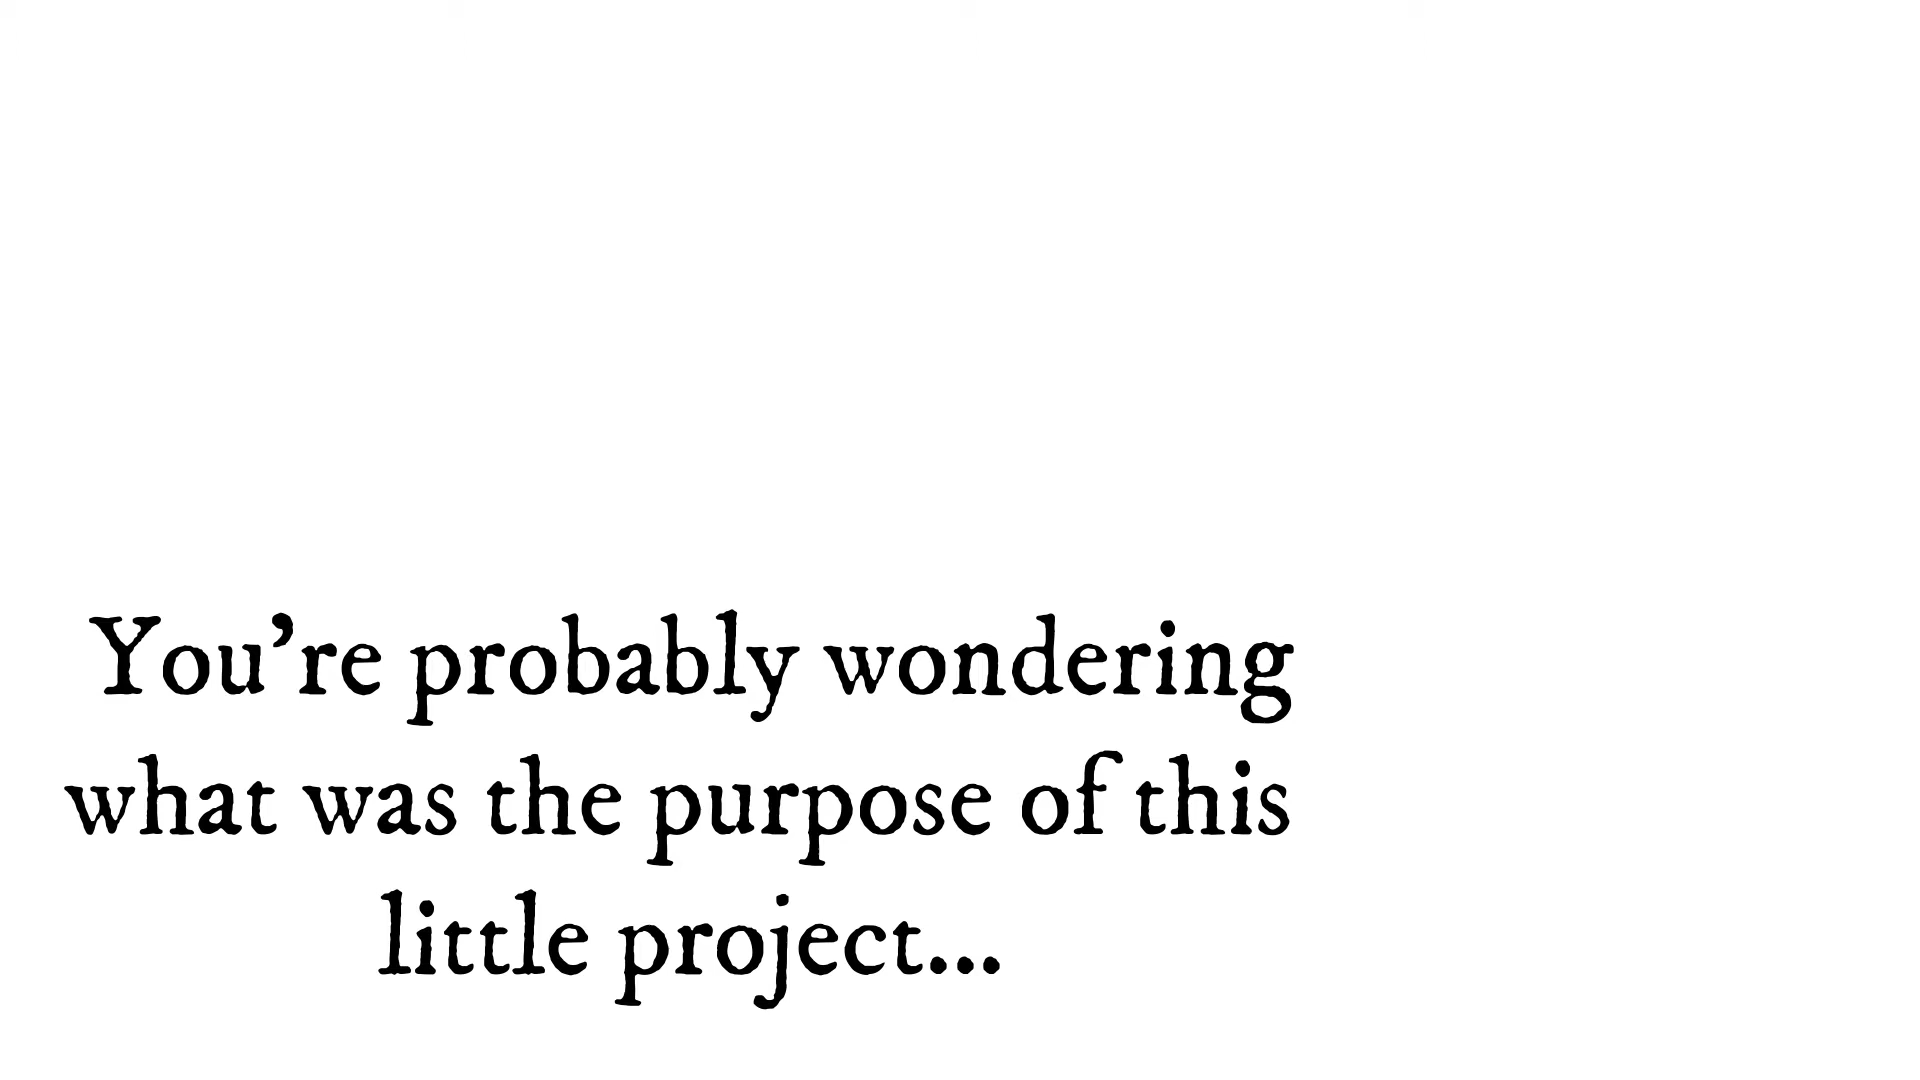 You’re probably wondering
what was the purpose of this
little project...